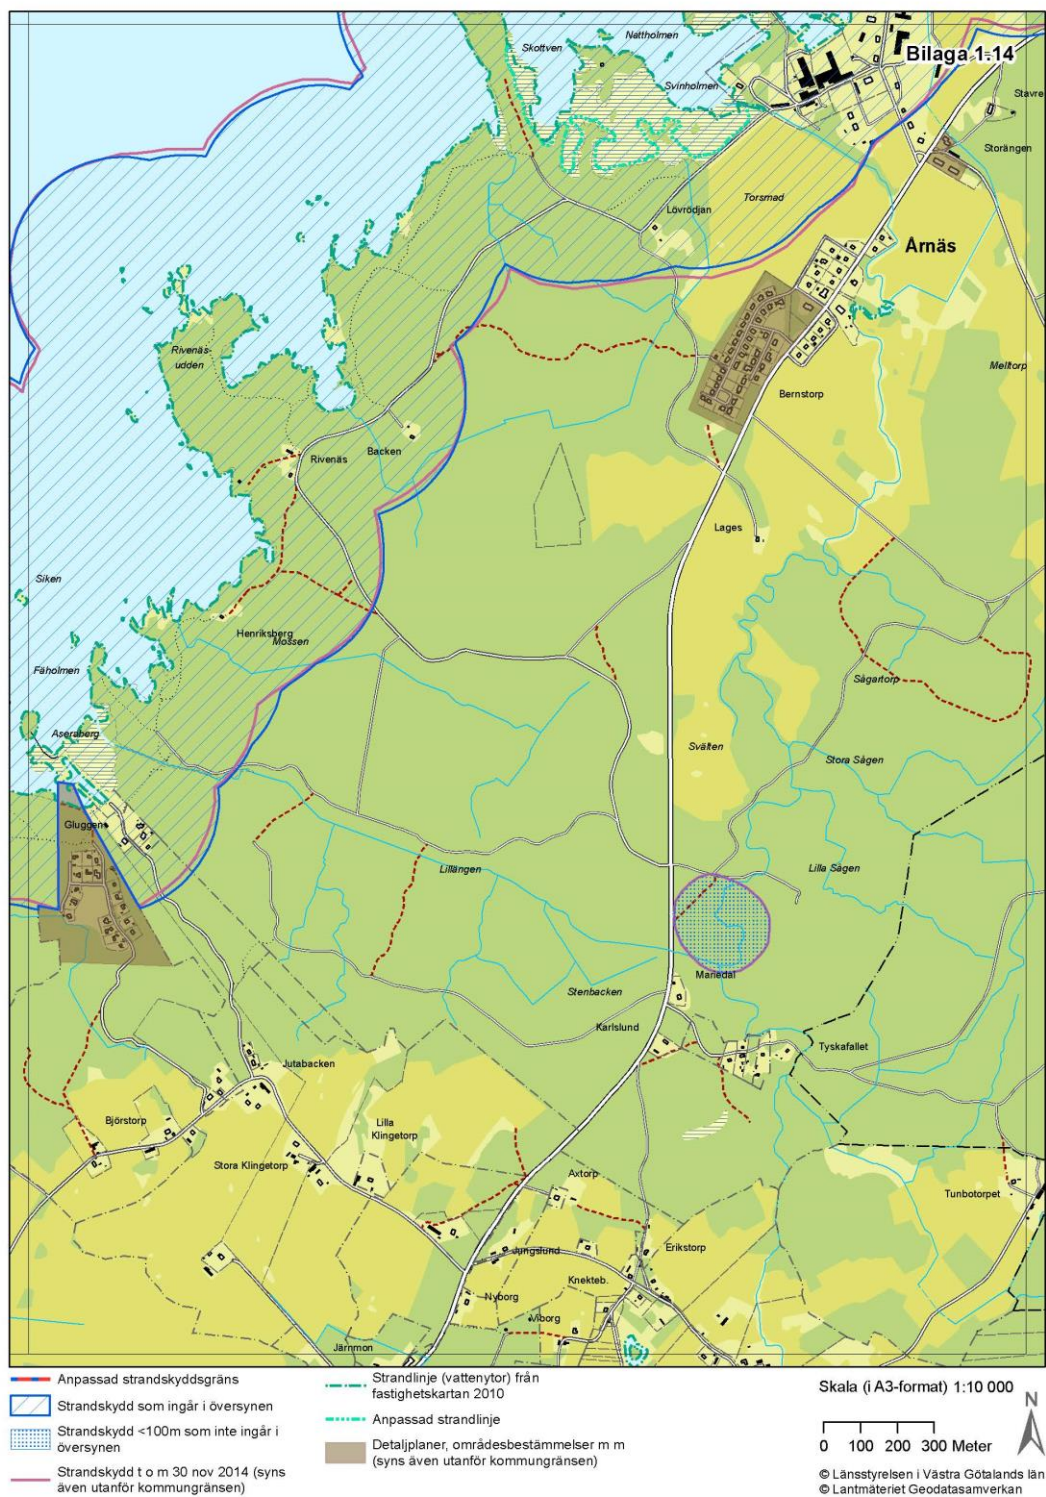 Nattholmen
Skottven
Bilaga 1:14
Svinholmen
Stavre
Storängen
Torsmad
Lövrödjan
Årnäs
Rivenäs-
udden
Melltorp
Bernstorp
Backen
Rivenäs
Lages
Siken
Henriksberg
Mossen
Fåholmen
Sågartorp
Aseraberg
Svälten
Stora Sågen
Gluggen
Lillängen
Lilla Sågen
Mariedal
Stenbacken
Karlslund
Tyskafallet
Jutabacken
Björstorp
Lilla
Klingetorp
Stora Klingetorp
Axtorp
Tunbotorpet
Jungslund
Erikstorp
Knekteb.
Nyborg
Viborg
Järnmon
Anpassad strandskyddsgräns
Strandskydd som ingår i översynen
Strandskydd <100m som inte ingår i
översynen
Strandskydd t o m 30 nov 2014 (syns
även utanför kommungränsen)
Strandlinje (vattenytor) från
fastighetskartan 2010
Anpassad strandlinje
Detaljplaner, områdesbestämmelser m m
(syns även utanför kommungränsen)
Skala (i A3-format) 1:10 000
N
0 100 200 300 Meter
© Länsstyrelsen i Västra Götalands län
© Lantmäteriet Geodatasamverkan